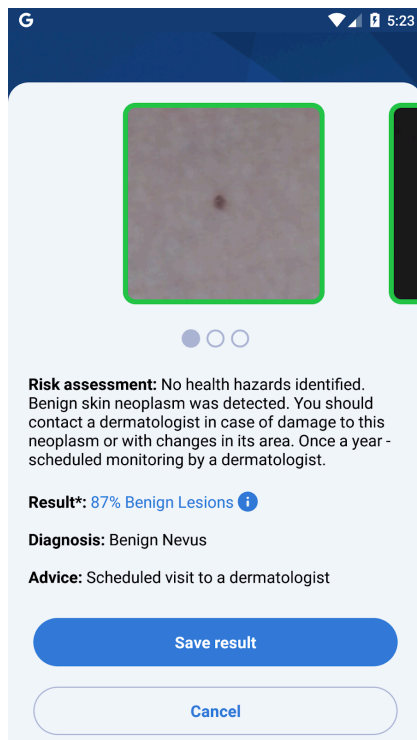 G
5:23
Risk assessment: No health hazards identified.
Benign skin neoplasm was detected. You should
contact a dermatologist in case of damage to this
neoplasm or with changes in its area. Once a year -
scheduled monitoring by a dermatologist.
Result*: 87% Benign Lesions i
Diagnosis: Benign Nevus
Advice: Scheduled visit to a dermatologist
Save result
Cancel